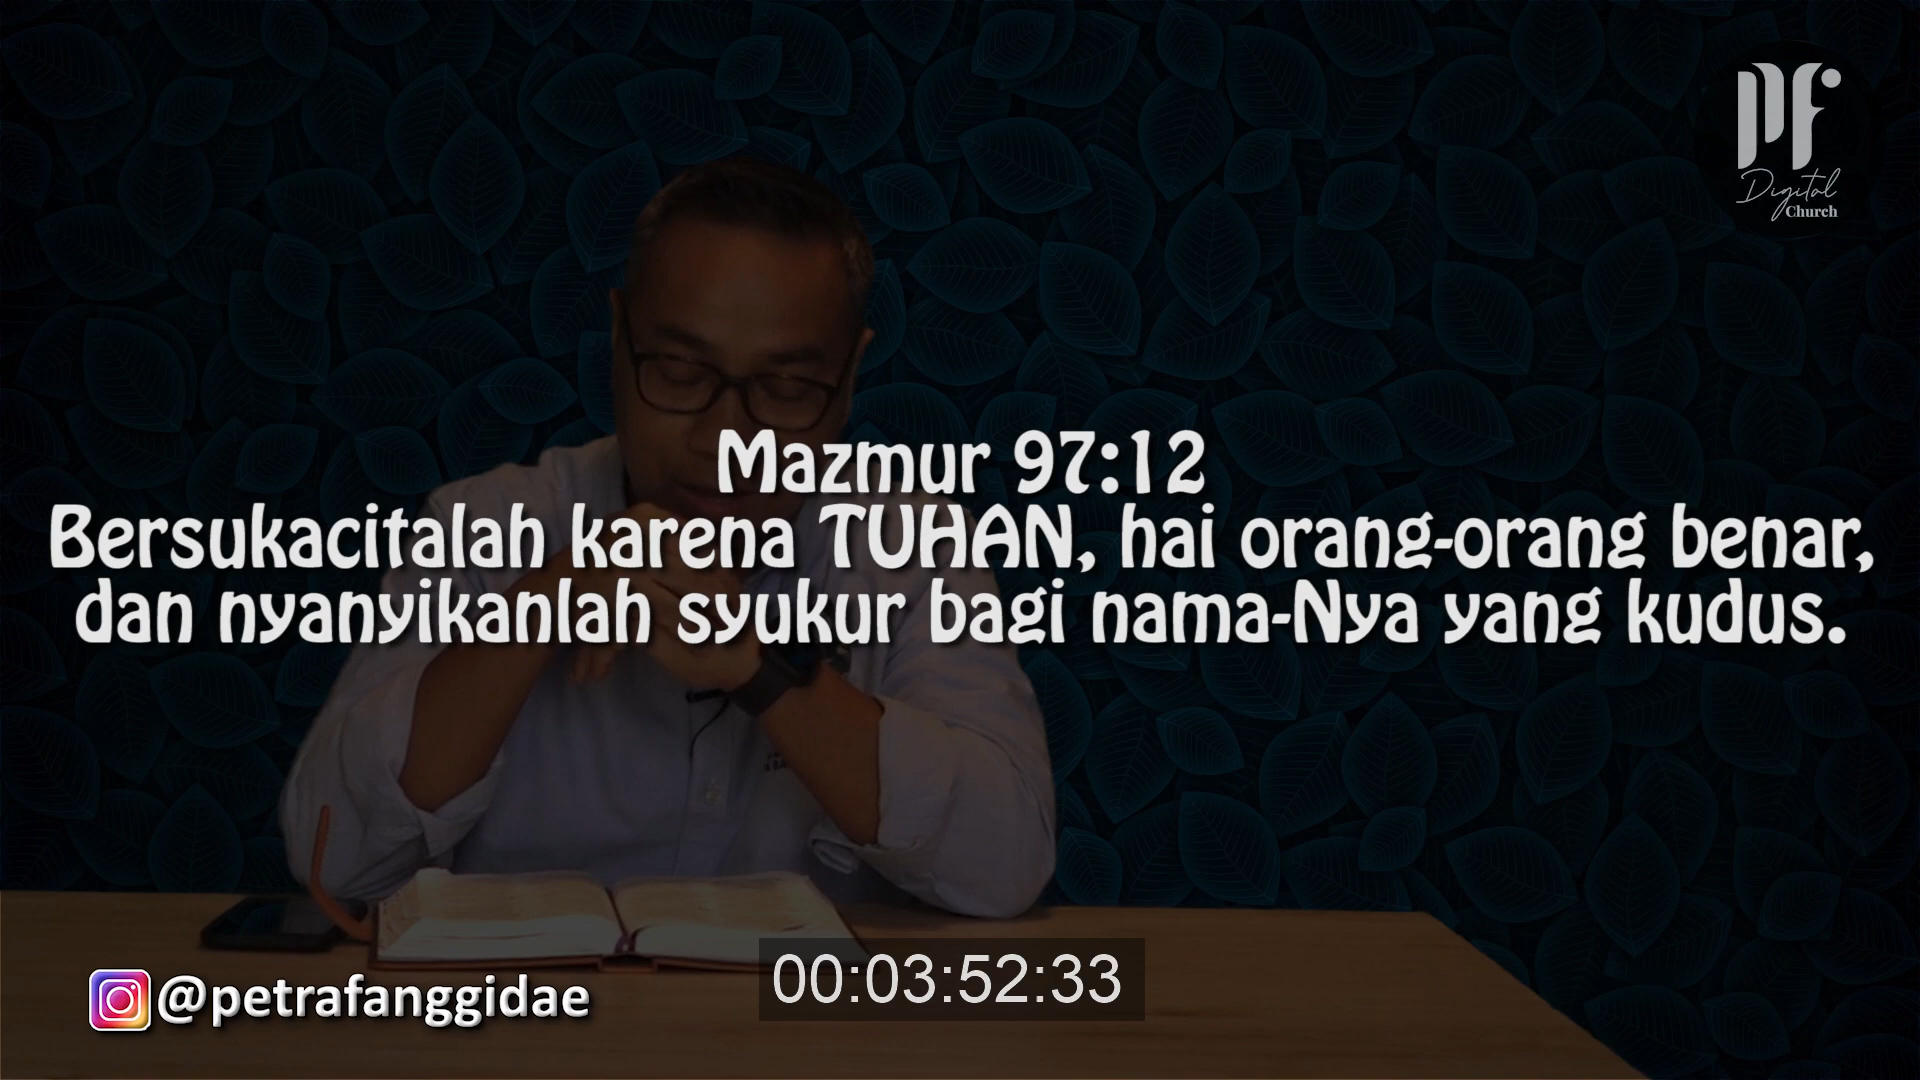 PF
Digital
Church
Mazmur 97:12
Bersukacitalah karena TUHAN, hai orang-orang benar,
dan nyanyikanlah syukur bagi nama-Nya yang kudus.
@petrafanggidae
00:03:52:33